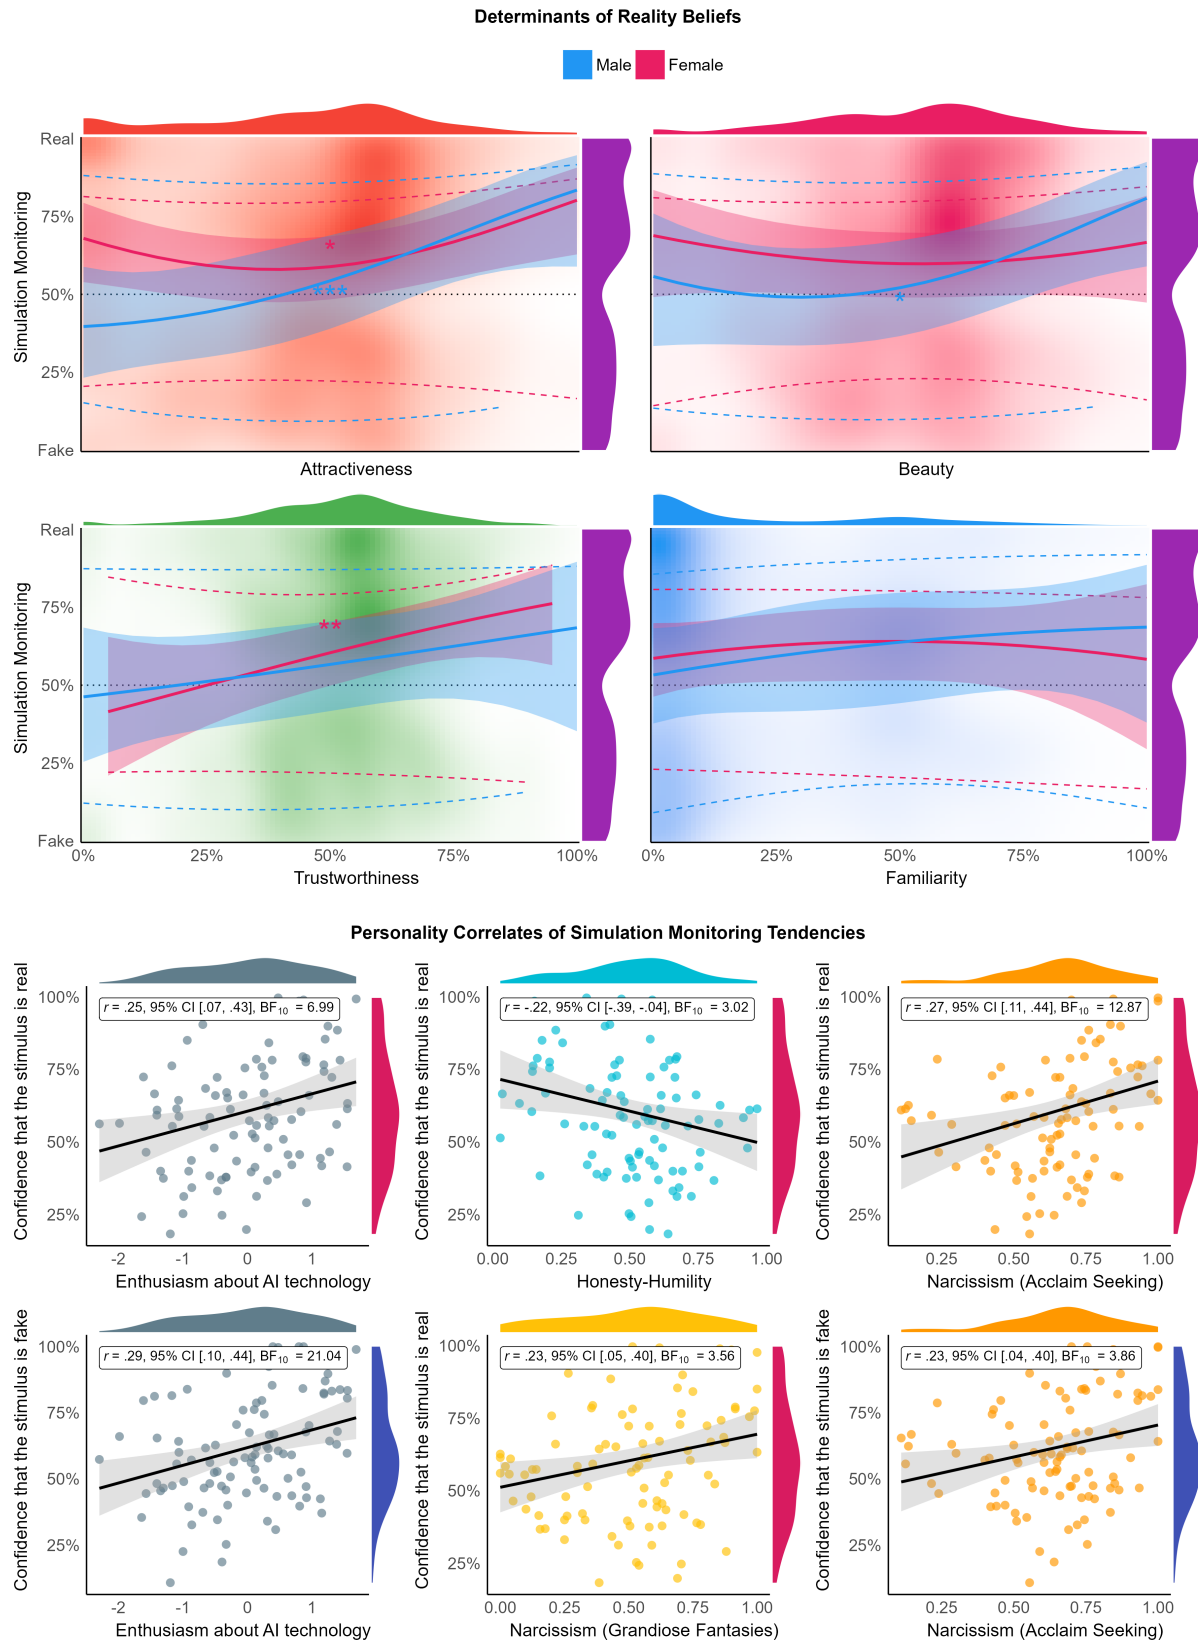 Determinants of Reality Beliefs
Male Female
Real
75%
50%
25%
Fake
Simulation Monitoring
Attractiveness
Beauty
*
***
*
Real
75%
50%
25%
Fake
Simulation Monitoring
**
0% 25% 50% 75% 100%
Trustworthiness
0% 25% 50% 75% 100%
Familiarity
Personality Correlates of Simulation Monitoring Tendencies
Confidence that the stimulus is real
100%
75%
50%
25%
r = .25, 95% CI [.07, .43], BF10 = 6.99
-2 -1 0 1
Enthusiasm about AI technology
Confidence that the stimulus is real
100%
75%
50%
25%
r = -.22, 95% CI [-.39, -.04], BF10 = 3.02
0.00 0.25 0.50 0.75 1.00
Honesty-Humility
Confidence that the stimulus is real
100%
75%
50%
25%
r = .27, 95% CI [.11, .44], BF10 = 12.87
0.25 0.50 0.75 1.00
Narcissism (Acclaim Seeking)
Confidence that the stimulus is fake
100%
75%
50%
25%
r = .29, 95% CI [.10, .44], BF10 = 21.04
-2 -1 0 1
Enthusiasm about AI technology
Confidence that the stimulus is real
100%
75%
50%
25%
r = .23, 95% CI [.05, .40], BF10 = 3.56
0.00 0.25 0.50 0.75 1.00
Narcissism (Grandiose Fantasies)
Confidence that the stimulus is fake
100%
75%
50%
25%
r = .23, 95% CI [.04, .40], BF10 = 3.86
0.25 0.50 0.75 1.00
Narcissism (Acclaim Seeking)